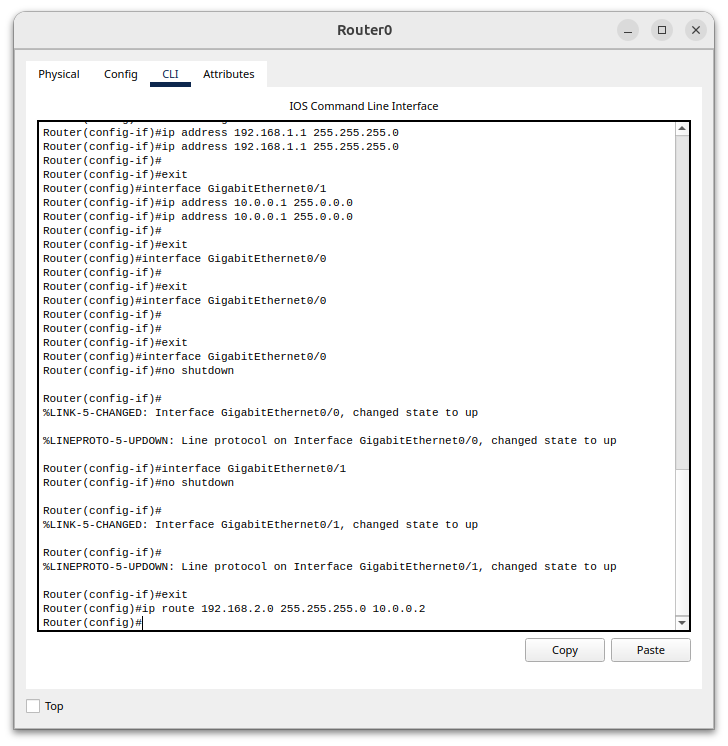 Router0
Physical Config CLI Attributes
IOS Command Line Interface
Router(config-if)#ip address 192.168.1.1 255.255.255.0
Router(config-if)#ip address 192.168.1.1 255.255.255.0
Router(config-if)#
Router(config-if)#exit
Router(config)#interface GigabitEthernet0/1
Router(config-if)#ip address 10.0.0.1 255.0.0.0
Router(config-if)#ip address 10.0.0.1 255.0.0.0
Router(config-if)#
Router(config-if)#exit
Router(config)#interface GigabitEthernet0/0
Router(config-if)#
Router(config-if)#exit
Router(config)#interface GigabitEthernet0/0
Router(config-if)#
Router(config-if)#
Router(config-if)#exit
Router(config)#interface GigabitEthernet0/0
Router(config-if)#no shutdown
Router(config-if)#
%LINK-5-CHANGED: Interface GigabitEthernet0/0, changed state to up
%LINEPROTO-5-UPDOWN: Line protocol on Interface GigabitEthernet0/0, changed state to up
Router(config-if)#interface GigabitEthernet0/1
Router(config-if)#no shutdown
Router(config-if)#
%LINK-5-CHANGED: Interface GigabitEthernet0/1, changed state to up
Router(config-if)#
%LINEPROTO-5-UPDOWN: Line protocol on Interface GigabitEthernet0/1, changed state to up
Router(config-if)#exit
Router(config)#ip route 192.168.2.0 255.255.255.0 10.0.0.2
Router(config)#
Copy Paste
Top